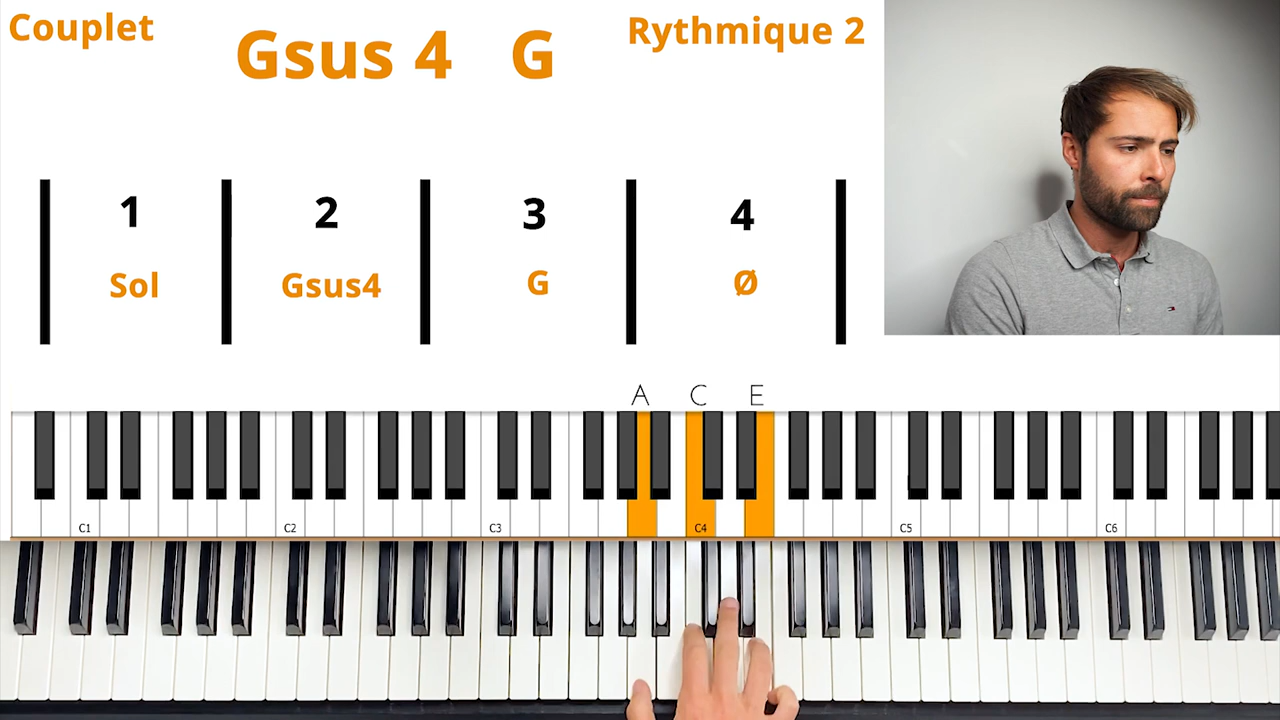 Couplet
Gsus 4 G
Rythmique 2
1 2 3 4
Sol Gsus4 G Ø
A C E
C1 C2 C3 C4 C5 C6